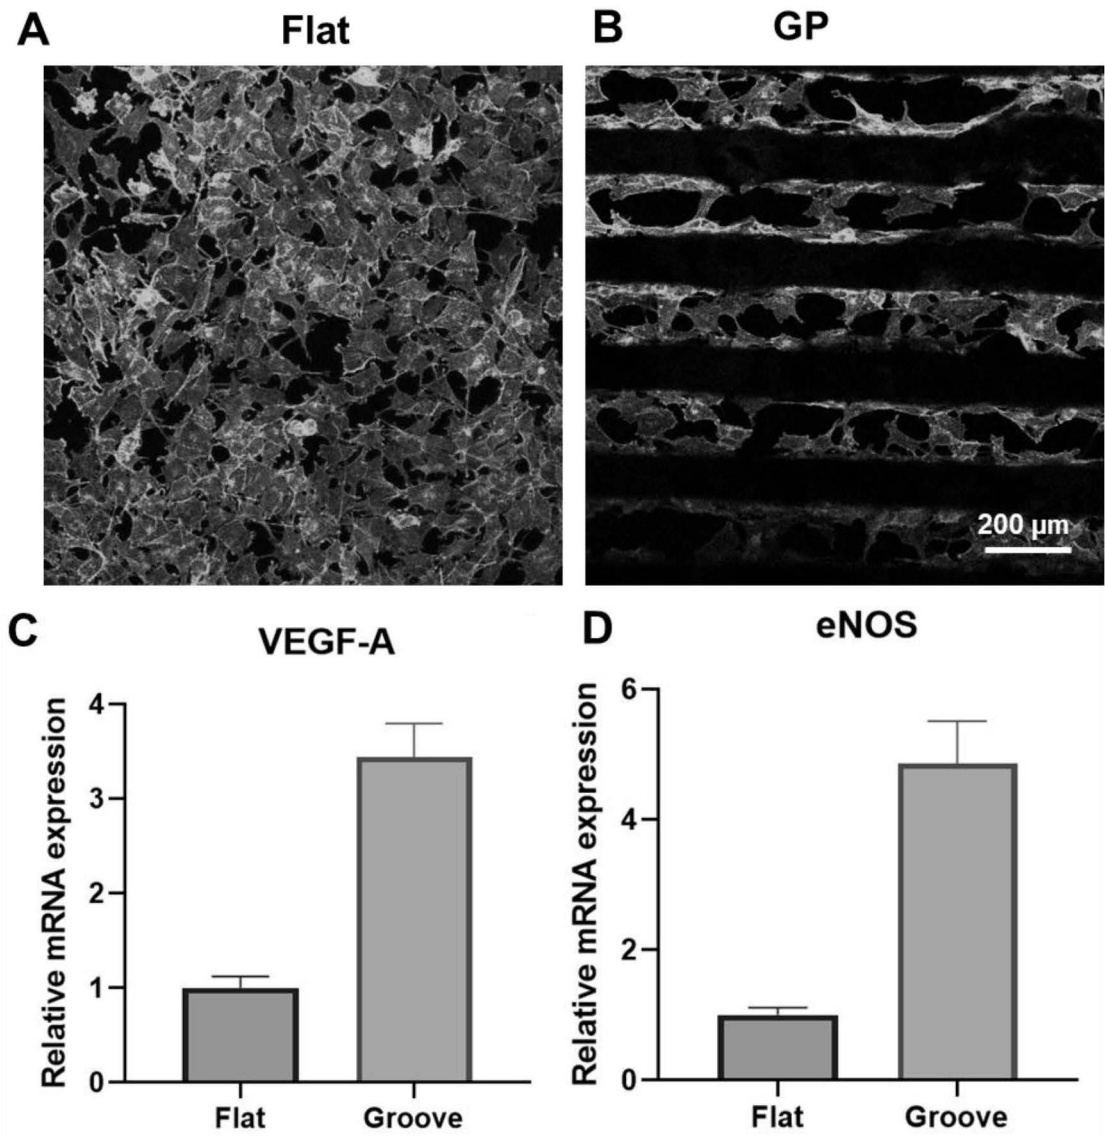 A
Flat
B
GP
200 µm
C
VEGF-A
Relative mRNA expression
4
3
2
1
0
Flat
Groove
D
eNOS
Relative mRNA expression
6
4
2
0
Flat
Groove